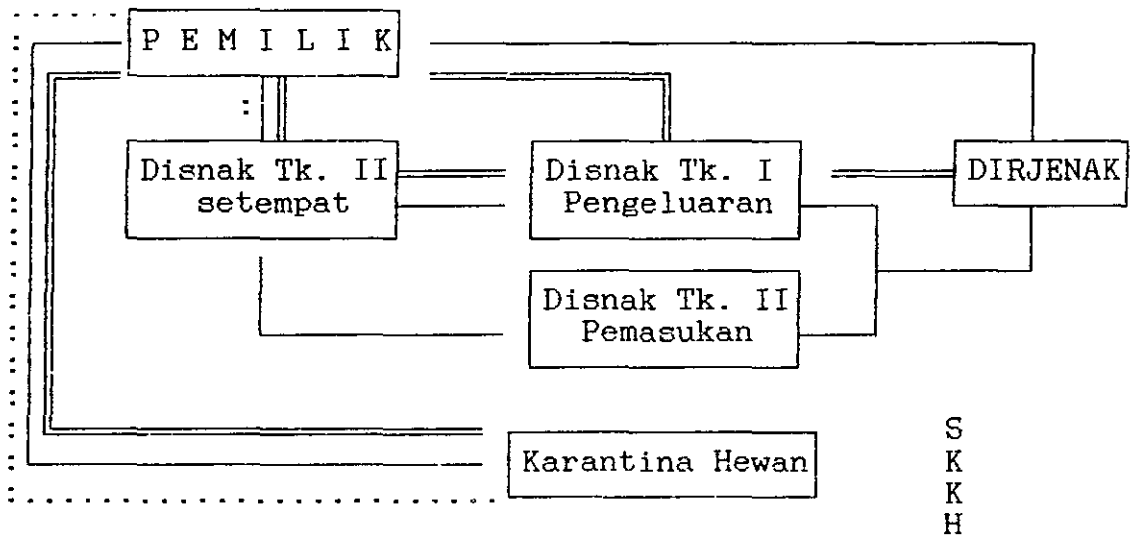 P E M I L I K
Disnak Tk. II
setempat
Disnak Tk. I
Pengeluaran
DIRJENAK
Disnak Tk. II
Pemasukan
Karantina Hewan
S
K
K
H